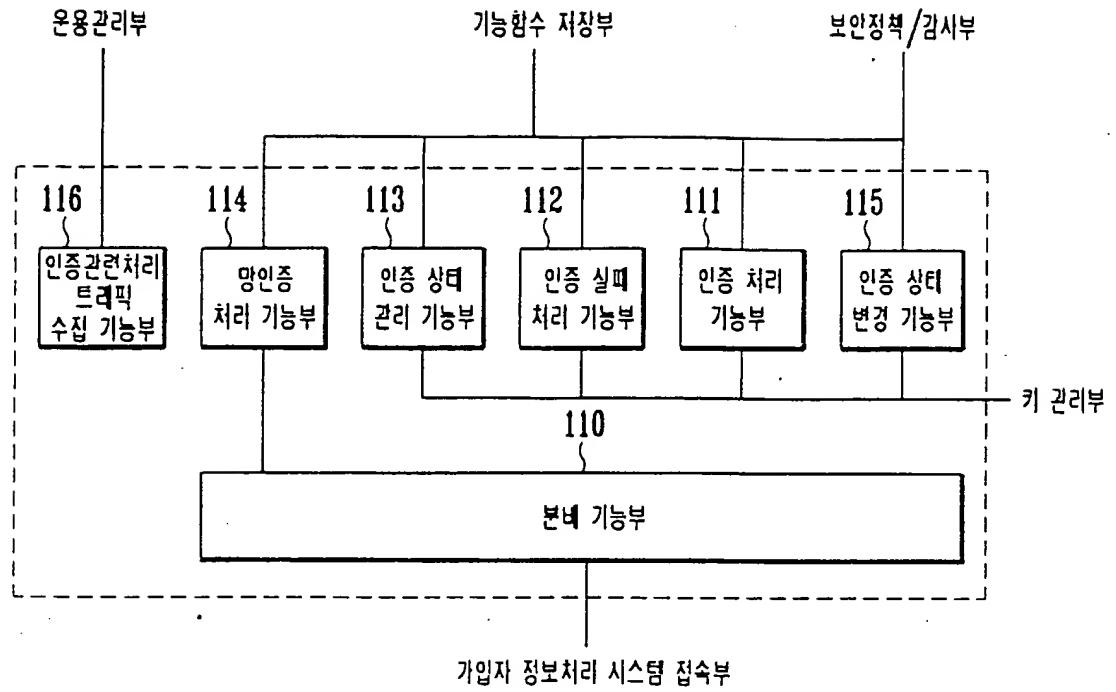 운용관리부
기능함수 저장부
보안정책/감사부
116
114
113
112
111
115
인증관련처리
트래픽
수집 기능부
망인증
처리 기능부
인증 상태
관리 기능부
인증 실패
처리 기능부
인증 처리
기능부
인증 상태
변경 기능부
키 관리부
110
분배 기능부
가입자 정보처리 시스템 접속부